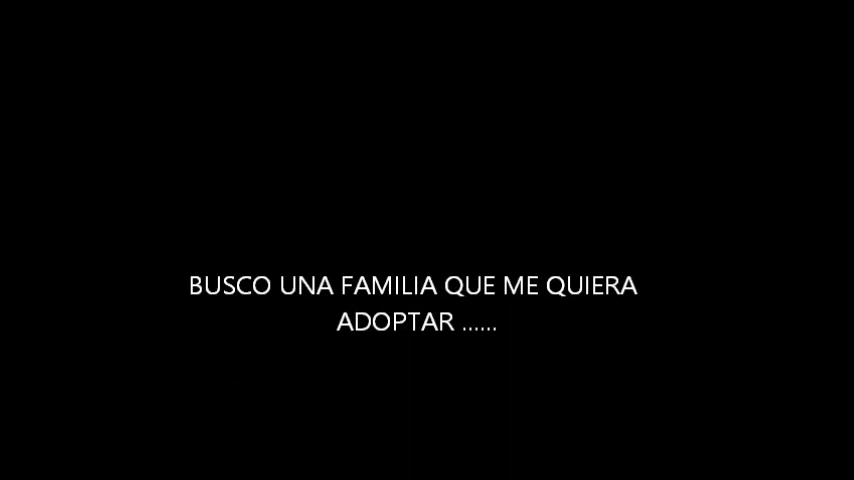 BUSCO UNA FAMILIA QUE ME QUIERA
ADOPTAR ......